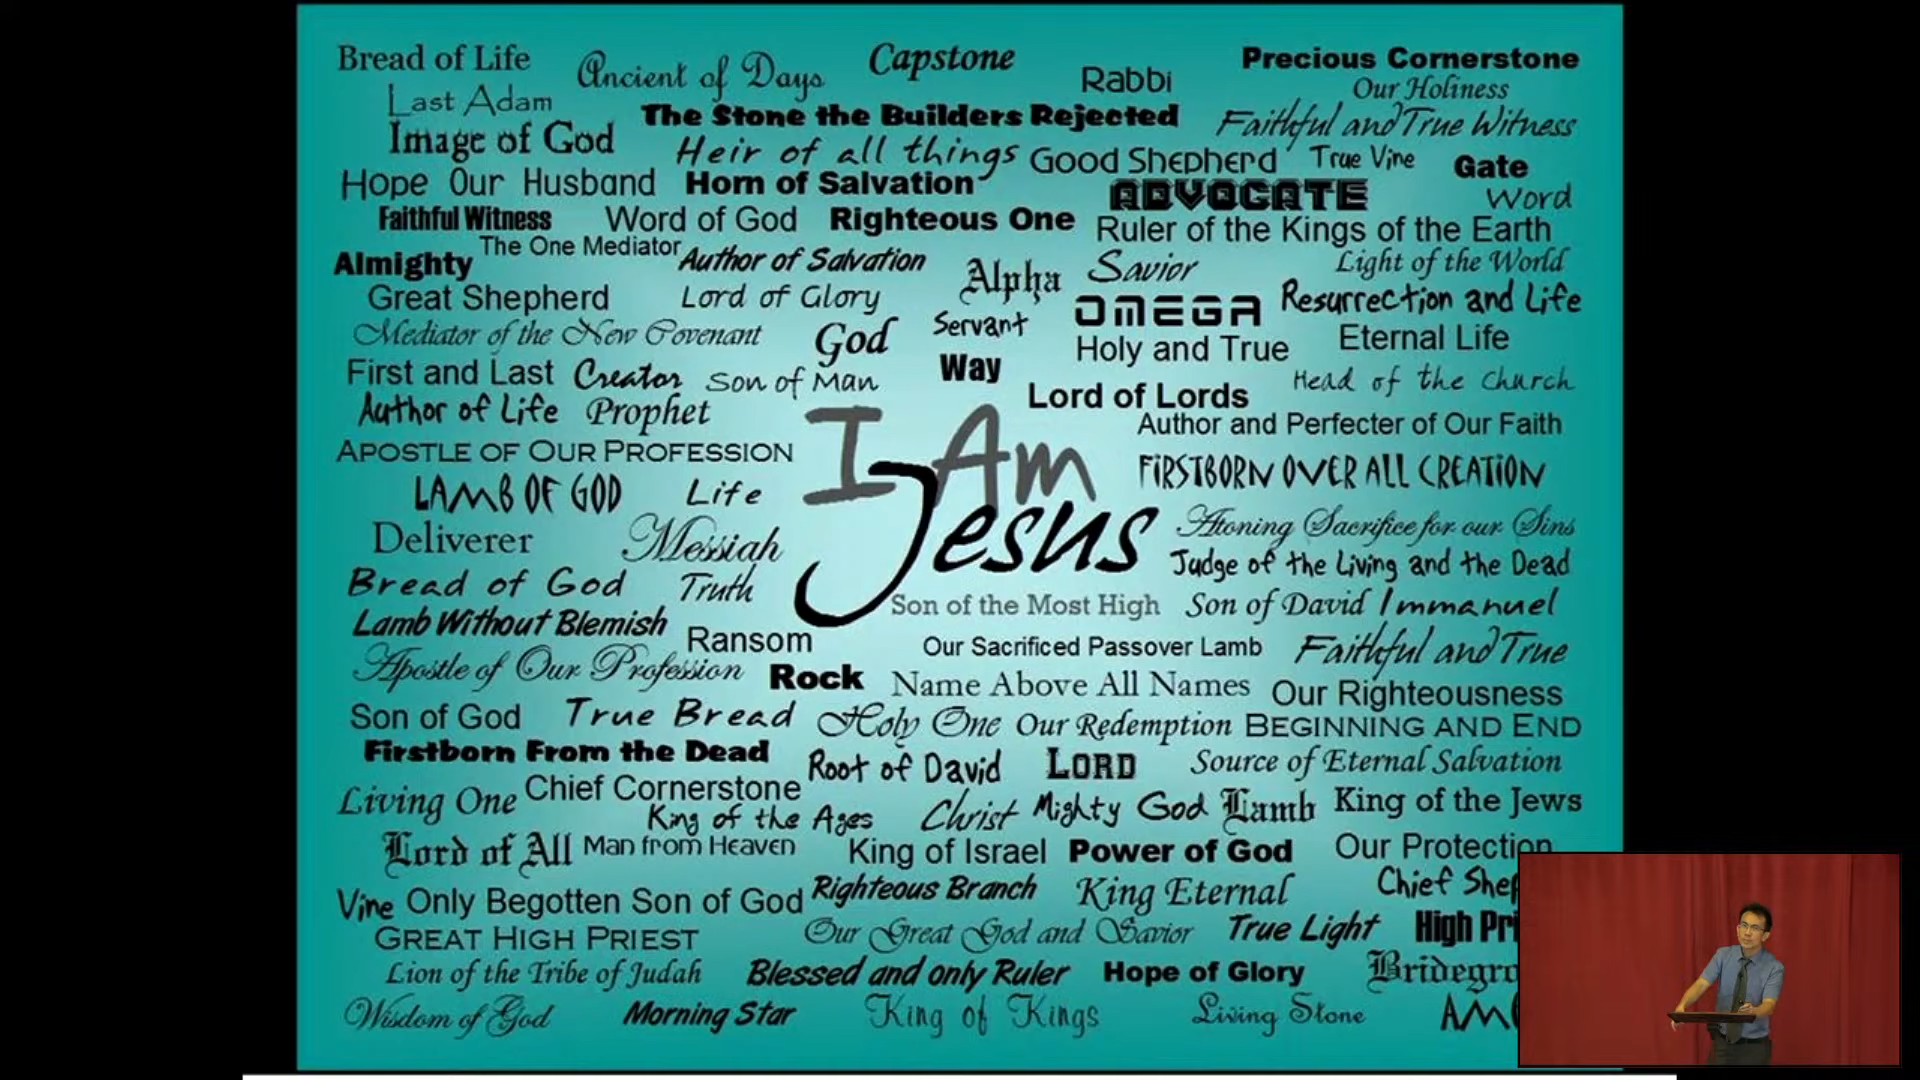 Bread of Life
Ancient of Days
Capstone
Rabbi
Precious Cornerstone
Our Holiness
Last Adam
The Stone the Builders Rejected
Faithful and True Witness
Image of God
Heir of all things
Good Shepherd
True Vine
Gate
Hope
Our Husband
Horn of Salvation
ADVOCATE
Word
Faithful Witness
Word of God
Righteous One
Ruler of the Kings of the Earth
The One Mediator
Almighty
Author of Salvation
Alpha
Savior
Light of the World
Great Shepherd
Lord of Glory
OMEGA
Resurrection and Life
Mediator of the New Covenant
God
Servant
Holy and True
Eternal Life
First and Last
Creator
Son of Man
Way
Head of the Church
Lord of Lords
Author of Life
Prophet
Author and Perfecter of Our Faith
APOSTLE OF OUR PROFESSION
I Am
FIRSTBORN OVER ALL CREATION
LAMB OF GOD
Life
Jesus
Atoning Sacrifice for our Sins
Deliverer
Messiah
Judge of the Living and the Dead
Bread of God
Truth
Son of the Most High
Son of David
Immanuel
Lamb Without Blemish
Ransom
Our Sacrificed Passover Lamb
Faithful and True
Apostle of Our Profession
Rock
Name Above All Names
Our Righteousness
Son of God
True Bread
Holy One
Our Redemption
BEGINNING AND END
Firstborn From the Dead
Root of David
LORD
Source of Eternal Salvation
Living One
Chief Cornerstone
King of the Ages
Christ
Mighty God
Lamb
King of the Jews
Lord of All
Man from Heaven
King of Israel
Power of God
Our Protection
Vine
Only Begotten Son of God
Righteous Branch
King Eternal
Chief
GREAT HIGH PRIEST
Our Great God and Savior
True Light
High
Lion of the Tribe of Judah
Blessed and only Ruler
Hope of Glory
Wisdom of God
Morning Star
King of Kings
Living Stone